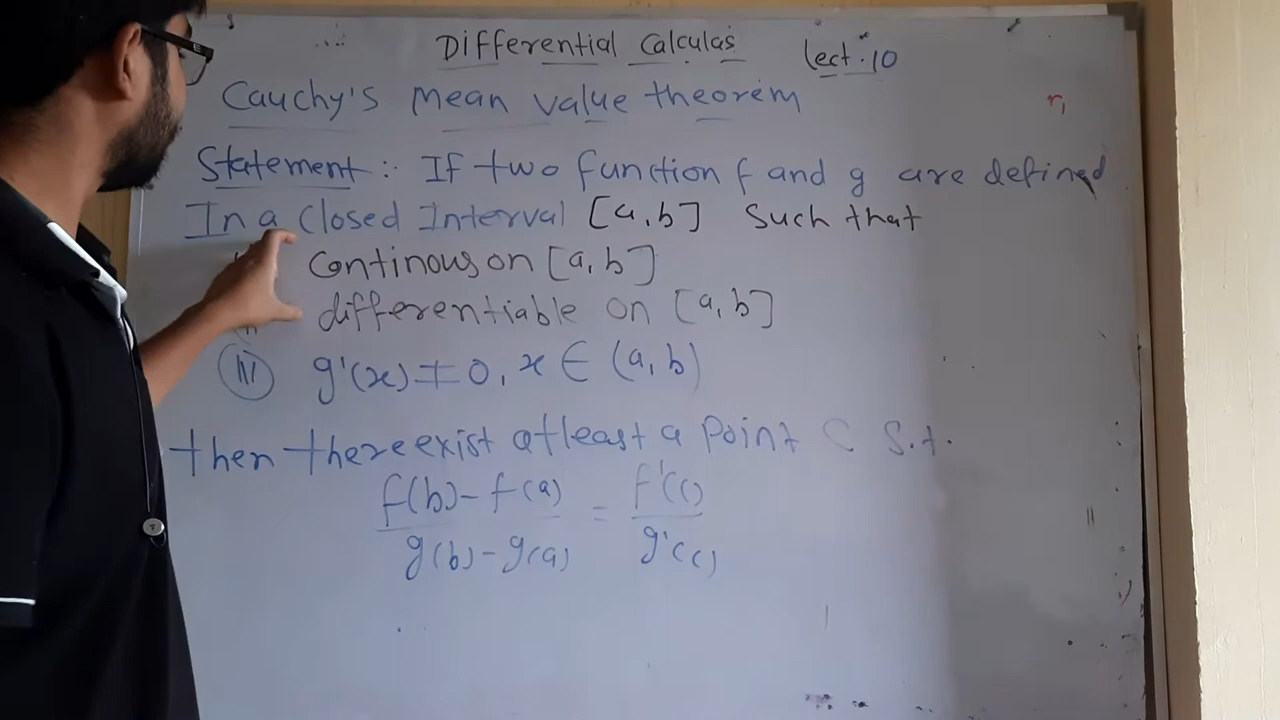 Differential Calculas Lect. 10
Cauchy's mean value theorem
Statement :- If two function f and g are defined
In a Closed Interval [a, b] Such that
Continous on [a, b]
differentiable on [a, b]
(iii) g'(x) ≠ 0, x ∈ (a, b)
then there exist atleast a Point C S.t.
f(b) - f(a) / g(b) - g(a) = f'(c) / g'(c)